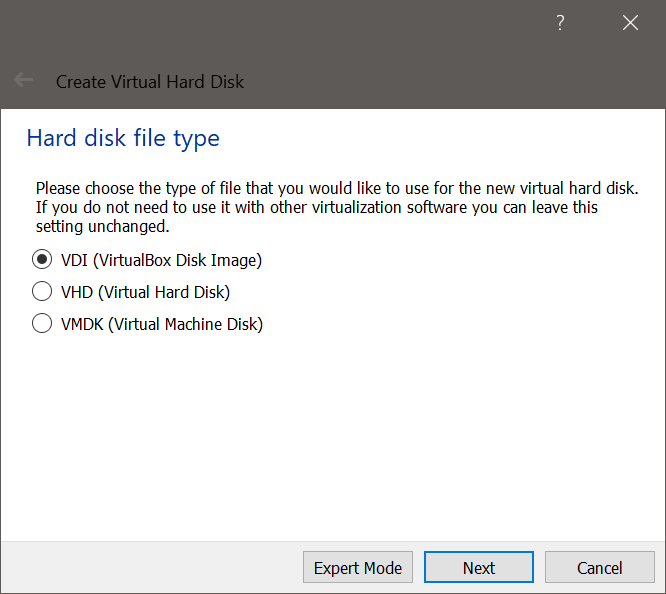 ?
Create Virtual Hard Disk
Hard disk file type
Please choose the type of file that you would like to use for the new virtual hard disk.
If you do not need to use it with other virtualization software you can leave this
setting unchanged.
VDI (VirtualBox Disk Image)
VHD (Virtual Hard Disk)
VMDK (Virtual Machine Disk)
Expert Mode Next Cancel